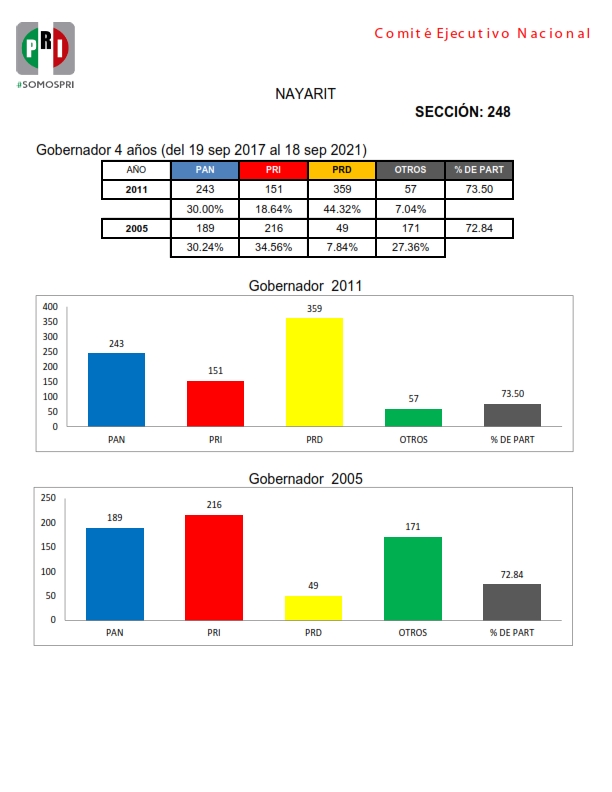 Comité Ejecutivo Nacional
PRI
#SOMOSPRI
NAYARIT
SECCIÓN: 248
Gobernador 4 años (del 19 sep 2017 al 18 sep 2021)
AÑO PAN PRI PRD OTROS % DE PART
2011 243 151 359 57 73.50
30.00% 18.64% 44.32% 7.04%
2005 189 216 49 171 72.84
30.24% 34.56% 7.84% 27.36%
Gobernador 2011
400
350
300
250
200
150
100
50
0
243
151
359
57
73.50
PAN PRI PRD OTROS % DE PART
Gobernador 2005
250
200
150
100
50
0
189
216
49
171
72.84
PAN PRI PRD OTROS % DE PART